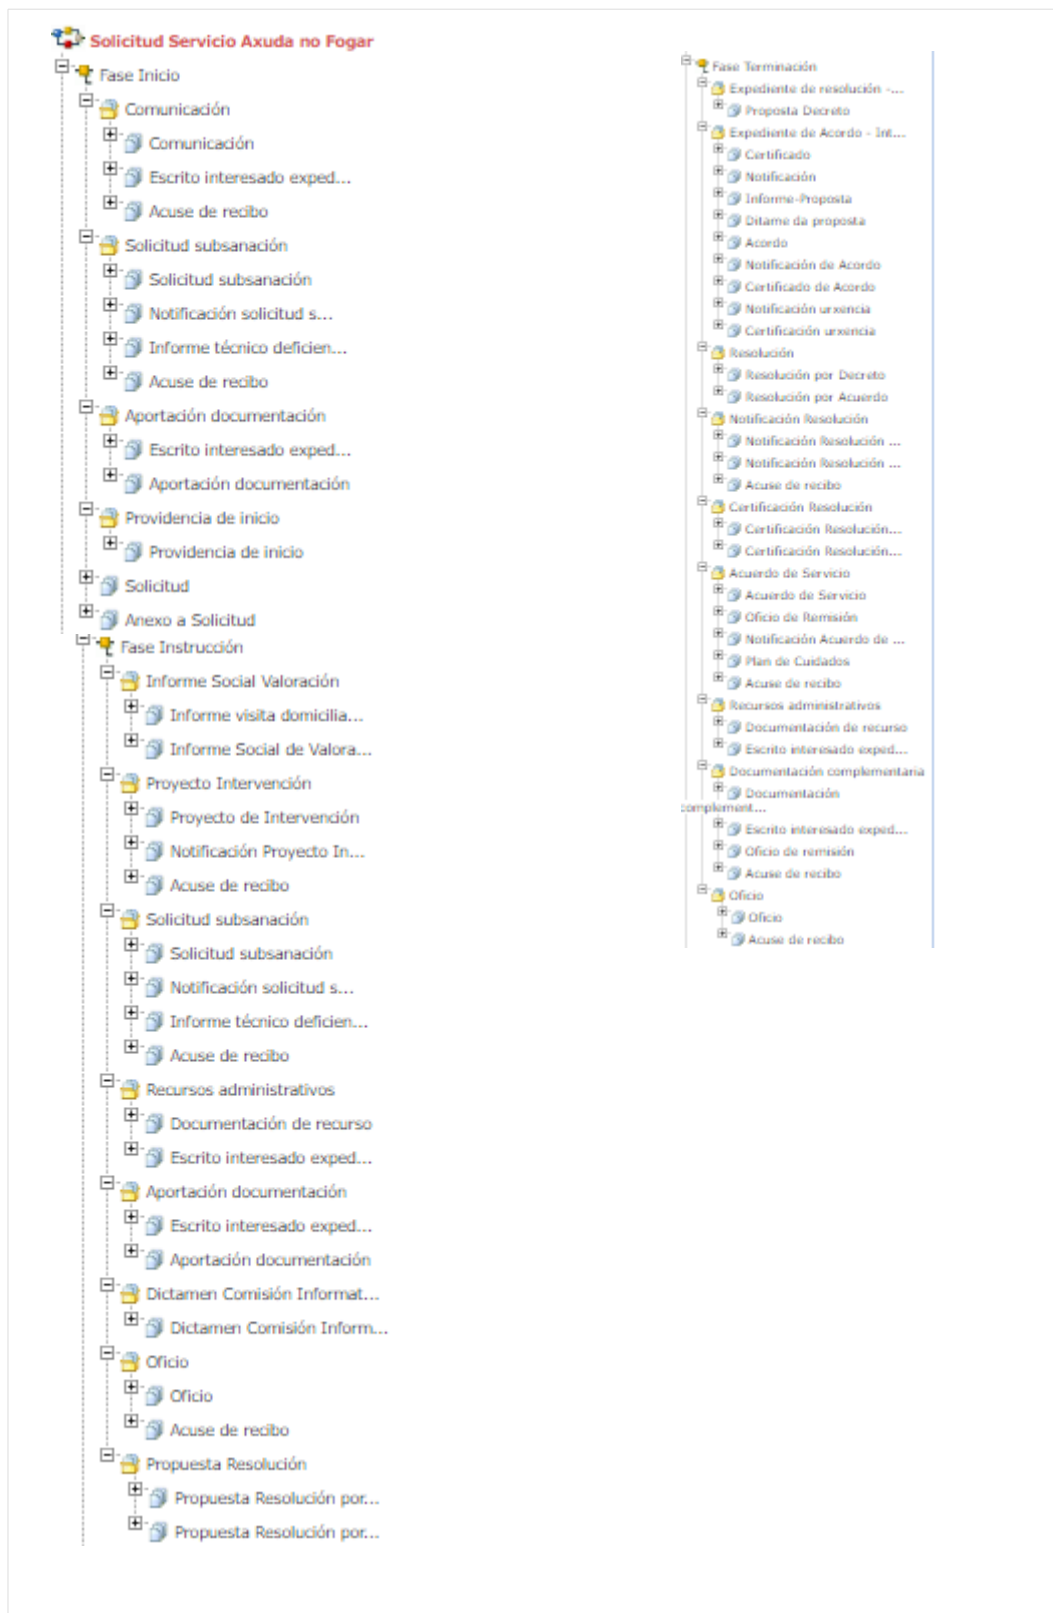 Solicitud Servicio Axuda no Fogar
Fase Inicio
Comunicación
Comunicación
Escrito interesado exped...
Acuse de recibo
Solicitud subsanación
Solicitud subsanación
Notificación solicitud s...
Informe técnico deficien...
Acuse de recibo
Aportación documentación
Escrito interesado exped...
Aportación documentación
Providencia de inicio
Providencia de inicio
Solicitud
Anexo a Solicitud
Fase Instrucción
Informe Social Valoración
Informe visita domicilia...
Informe Social de Valora...
Proyecto Intervención
Proyecto de Intervención
Notificación Proyecto In...
Acuse de recibo
Solicitud subsanación
Solicitud subsanación
Notificación solicitud s...
Informe técnico deficien...
Acuse de recibo
Recursos administrativos
Documentación de recurso
Escrito interesado exped...
Aportación documentación
Escrito interesado exped...
Aportación documentación
Dictamen Comisión Informat...
Dictamen Comisión Inform...
Oficio
Oficio
Acuse de recibo
Propuesta Resolución
Propuesta Resolución por...
Propuesta Resolución por...
Fase Terminación
Expediente de resolución -...
Proposta Decreto
Expediente de Acordo - Int...
Certificado
Notificación
Informe-Proposta
Ditame da proposta
Acordo
Notificación de Acordo
Certificado de Acordo
Notificación urxencia
Certificación urxencia
Resolución
Resolución por Decreto
Resolución por Acuerdo
Notificación Resolución
Notificación Resolución ...
Notificación Resolución ...
Acuse de recibo
Certificación Resolución
Certificación Resolución...
Certificación Resolución...
Acuerdo de Servicio
Acuerdo de Servicio
Oficio de Remisión
Notificación Acuerdo de ...
Plan de Cuidados
Acuse de recibo
Recursos administrativos
Documentación de recurso
Escrito interesado exped...
Documentación complementaria
Documentación
complement...
Escrito interesado exped...
Oficio de remisión
Acuse de recibo
Oficio
Oficio
Acuse de recibo